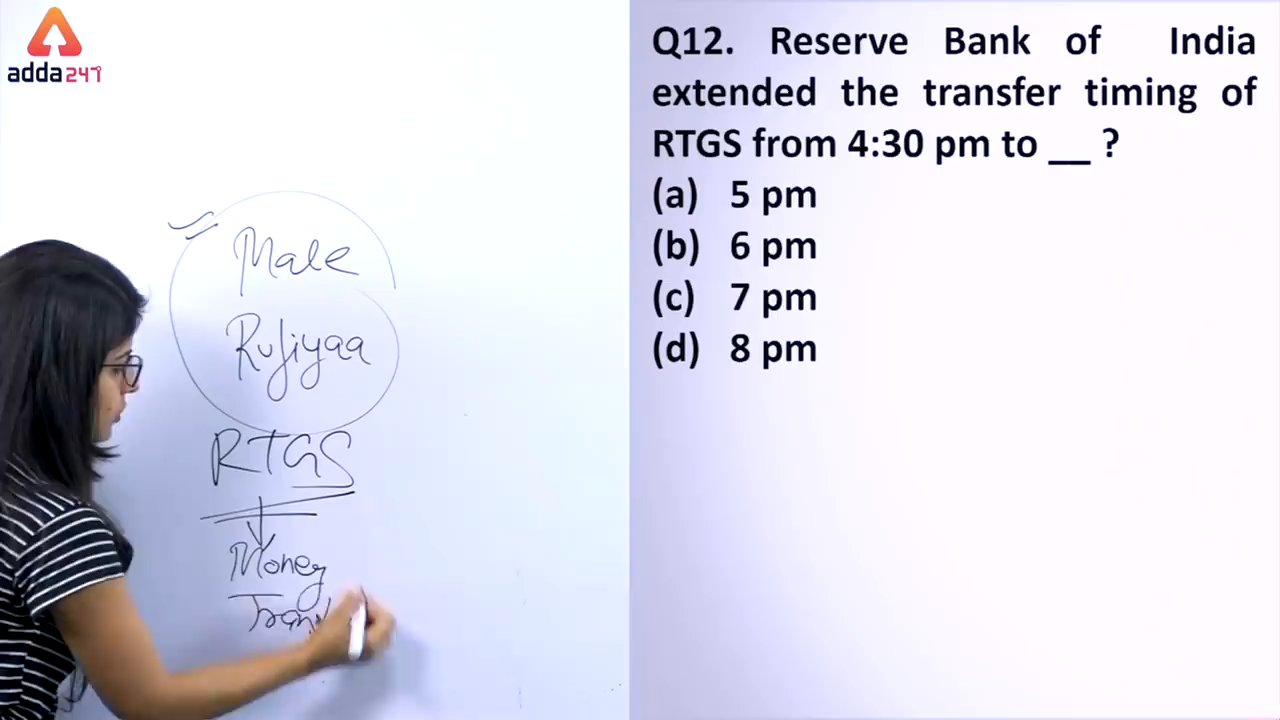 adda247
Male
Rufiyaa
RTGS
Money
Q12. Reserve Bank of India
extended the transfer timing of
RTGS from 4:30 pm to __ ?
(a) 5 pm
(b) 6 pm
(c) 7 pm
(d) 8 pm